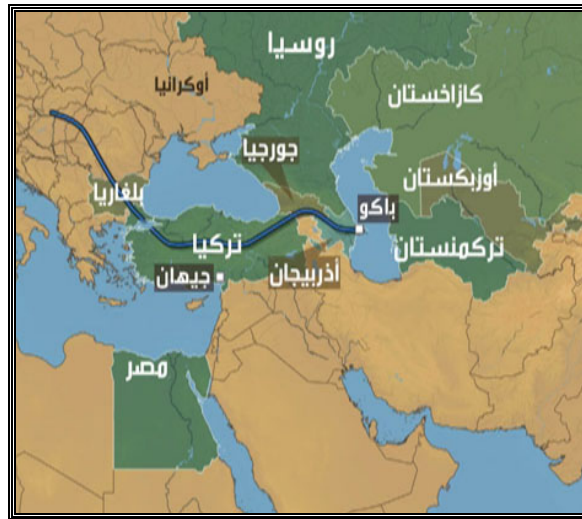 روسيا
أوكرانيا
كازاخستان
جورجيا
أوزبكستان
بلغاريا
باكو
تركيا
تركمنستان
جيهان
أذربيجان
مصر